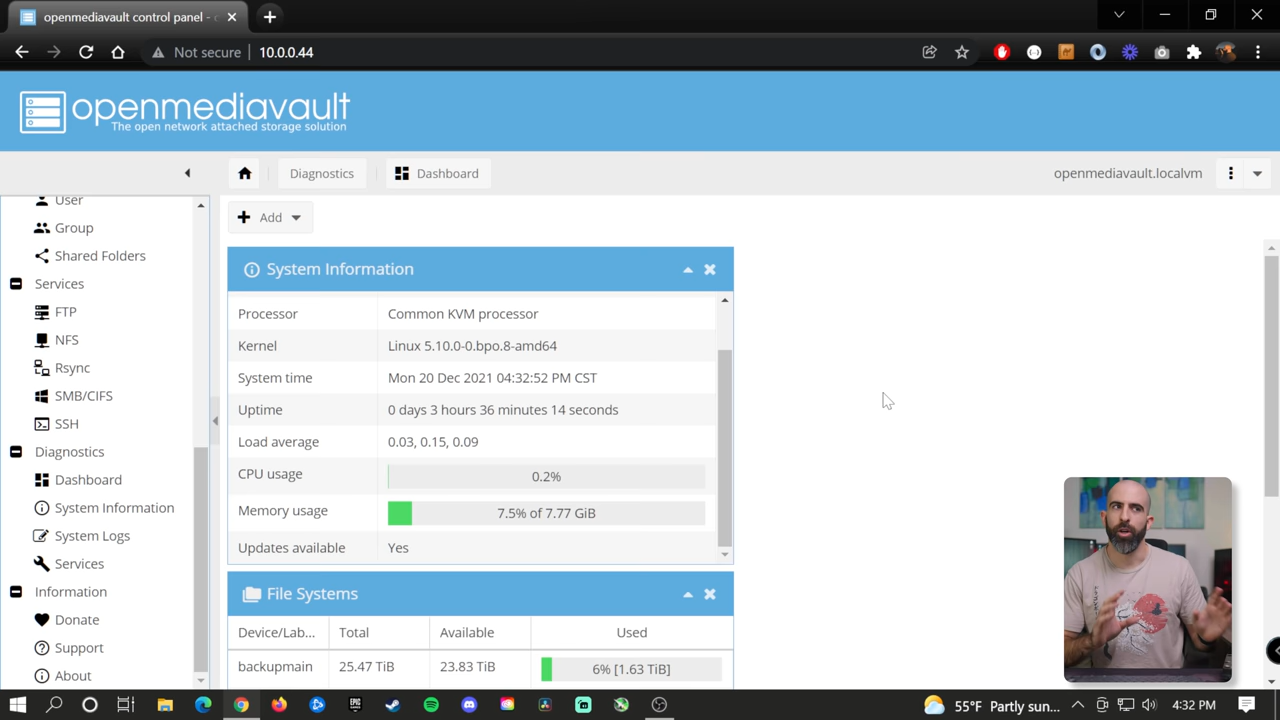 openmediavault control panel - c
Not secure
10.0.0.44
openmediavault
The open network attached storage solution
Diagnostics
Dashboard
openmediavault.localvm
User
Group
Shared Folders
Services
FTP
NFS
Rsync
SMB/CIFS
SSH
Diagnostics
Dashboard
System Information
System Logs
Services
Information
Donate
Support
About
Add
System Information
Processor Common KVM processor
Kernel Linux 5.10.0-0.bpo.8-amd64
System time Mon 20 Dec 2021 04:32:52 PM CST
Uptime 0 days 3 hours 36 minutes 14 seconds
Load average 0.03, 0.15, 0.09
CPU usage 0.2%
Memory usage 7.5% of 7.77 GiB
Updates available Yes
File Systems
Device/Lab... Total Available Used
backupmain 25.47 TiB 23.83 TiB 6% [1.63 TiB]
55°F Partly sun...
4:32 PM